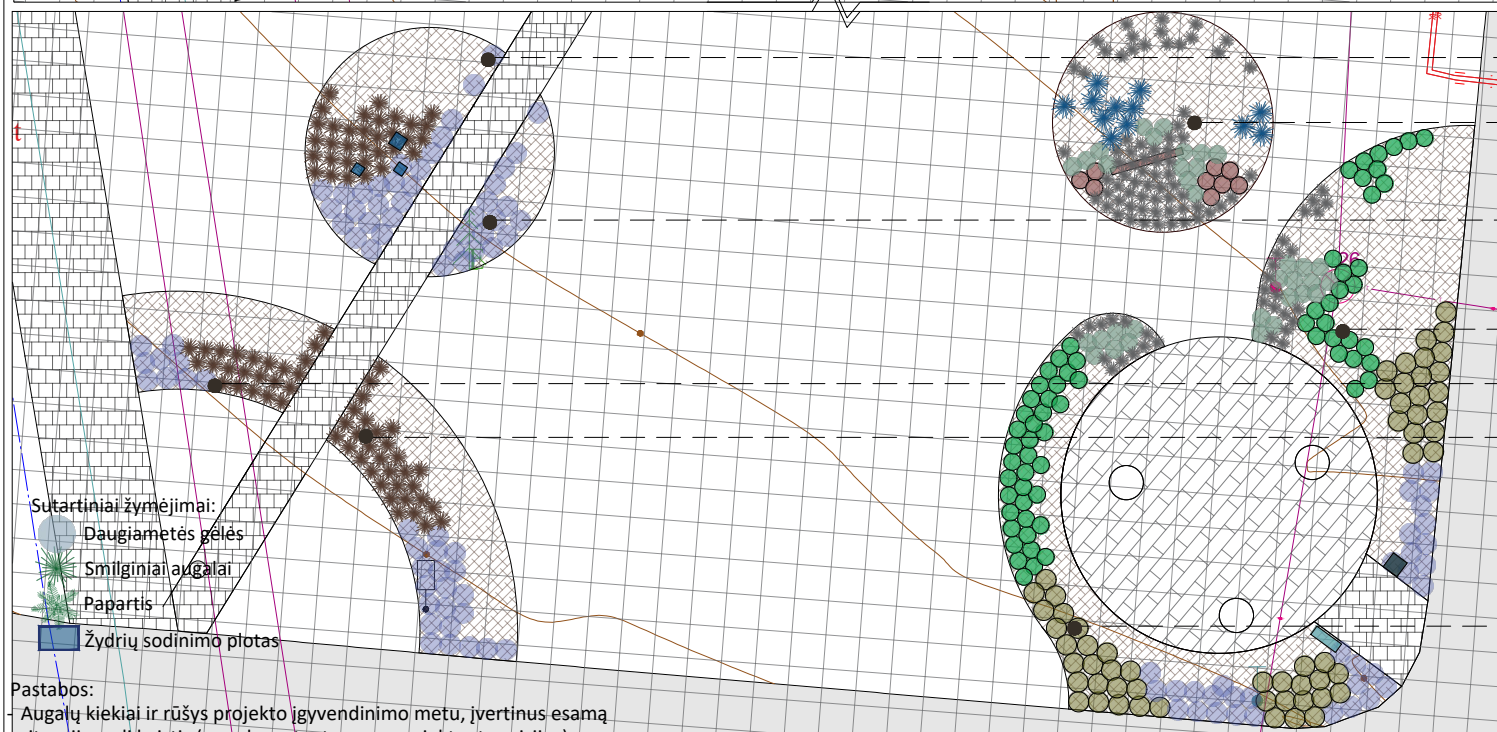 t
26
Sutartiniai žymėjimai:
Daugiametės gėlės
Smilginiai augalai
Papartis
Žydrių sodinimo plotas
Pastabos:
- Augalų kiekiai ir rūšys projekto įgyvendinimo metu, įvertinus esamą